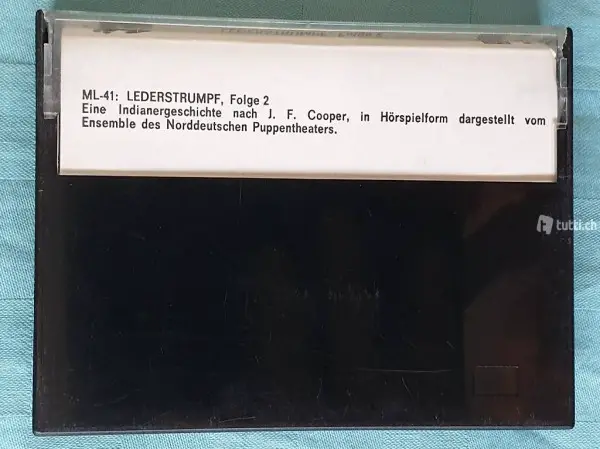 ML-41: LEDERSTRUMPF, Folge 2
Eine Indianergeschichte nach J. F. Cooper, in Hörspielform dargestellt vom
Ensemble des Norddeutschen Puppentheaters.
tutti.ch